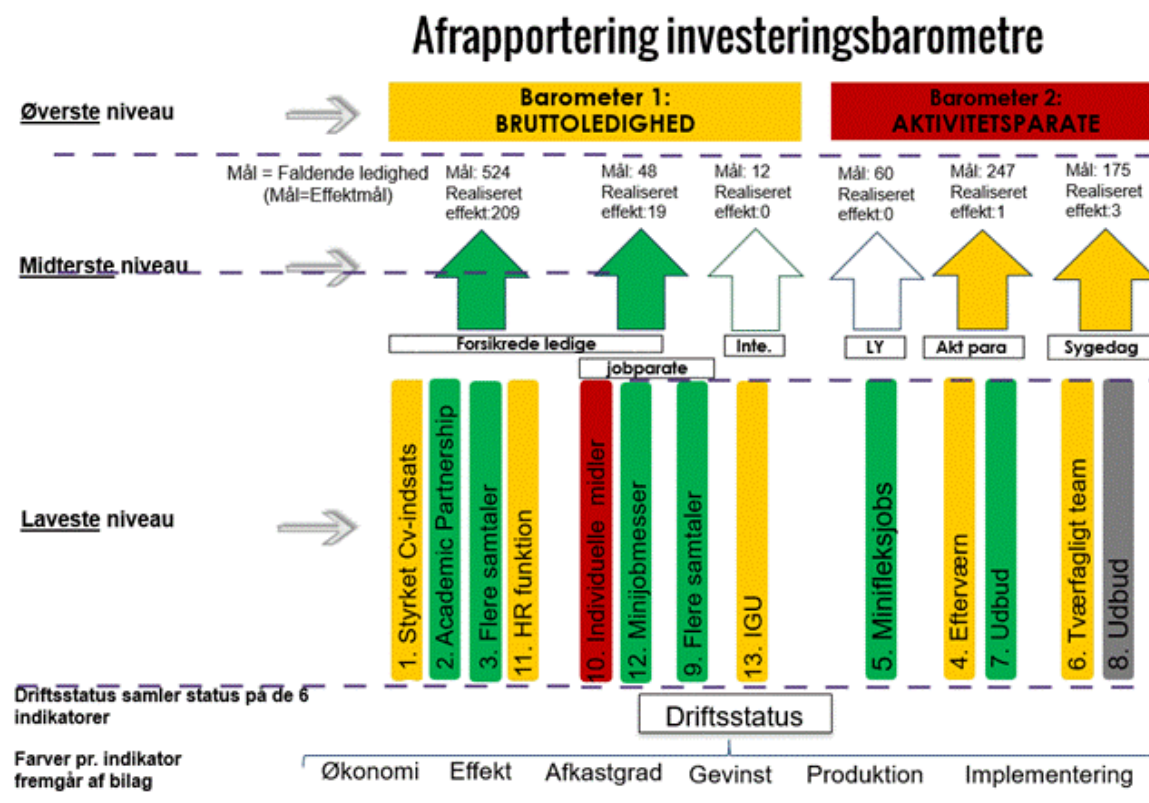 Afrapportering investeringsbarometre
Øverste niveau
Barometer 1:
BRUTTOLEDIGHED
Barometer 2:
AKTIVITETSPARATE
Mål = Faldende ledighed
(Mål=Effektmål)
Mål: 524
Realiseret
effekt:209
Mål: 48
Realiseret
effekt:19
Mål: 12
Realiseret
effekt:0
Mål: 60
Realiseret
effekt:0
Mål: 247
Realiseret
effekt:1
Mål: 175
Realiseret
effekt:3
Midterste niveau
Forsikrede ledige
jobparate
Inte.
LY
Akt para
Sygedag
Laveste niveau
1. Styrket Cv-indsats
2. Academic Partnership
3. Flere samtaler
11. HR funktion
10. Individuelle midler
12. Minijobmesser
9. Flere samtaler
13. IGU
5. Minifleksjobs
4. Efterværn
7. Udbud
6. Tværfagligt team
8. Udbud
Driftsstatus samler status på de 6
indikatorer
Driftsstatus
Farver pr. indikator
fremgår af bilag
Økonomi
Effekt
Afkastgrad
Gevinst
Produktion
Implementering